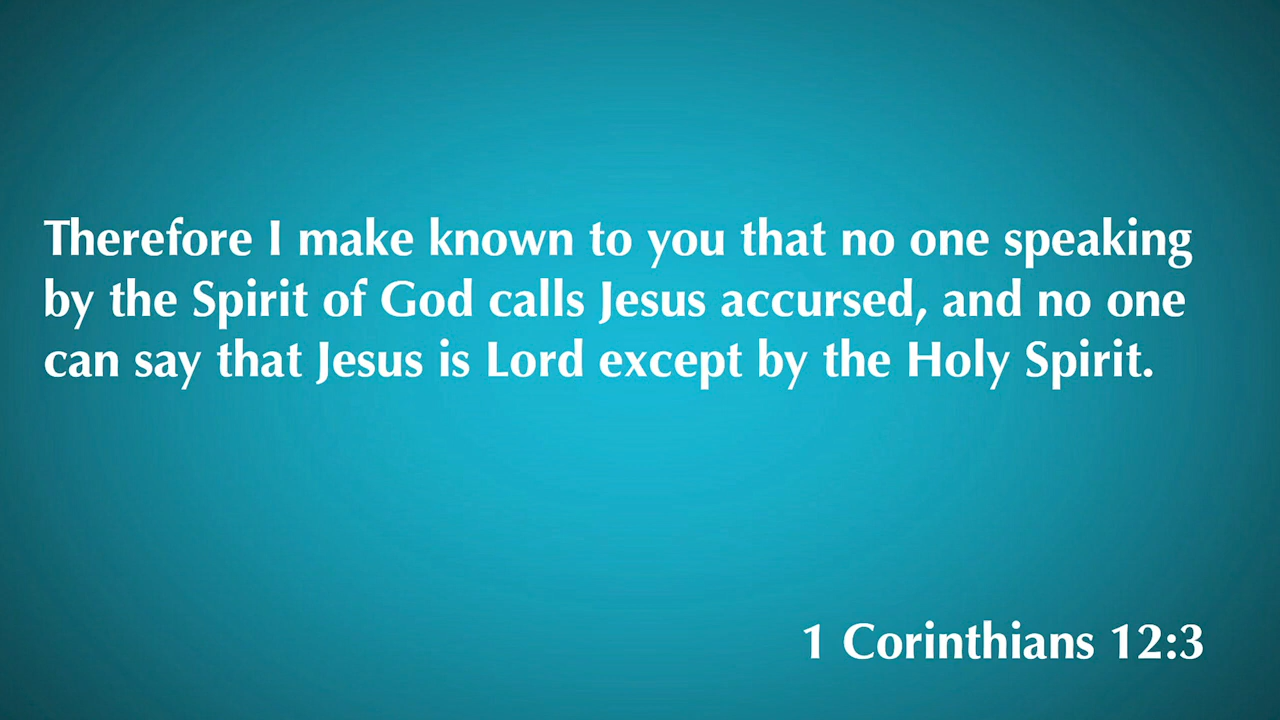 Therefore I make known to you that no one speaking
by the Spirit of God calls Jesus accursed, and no one
can say that Jesus is Lord except by the Holy Spirit.
1 Corinthians 12:3